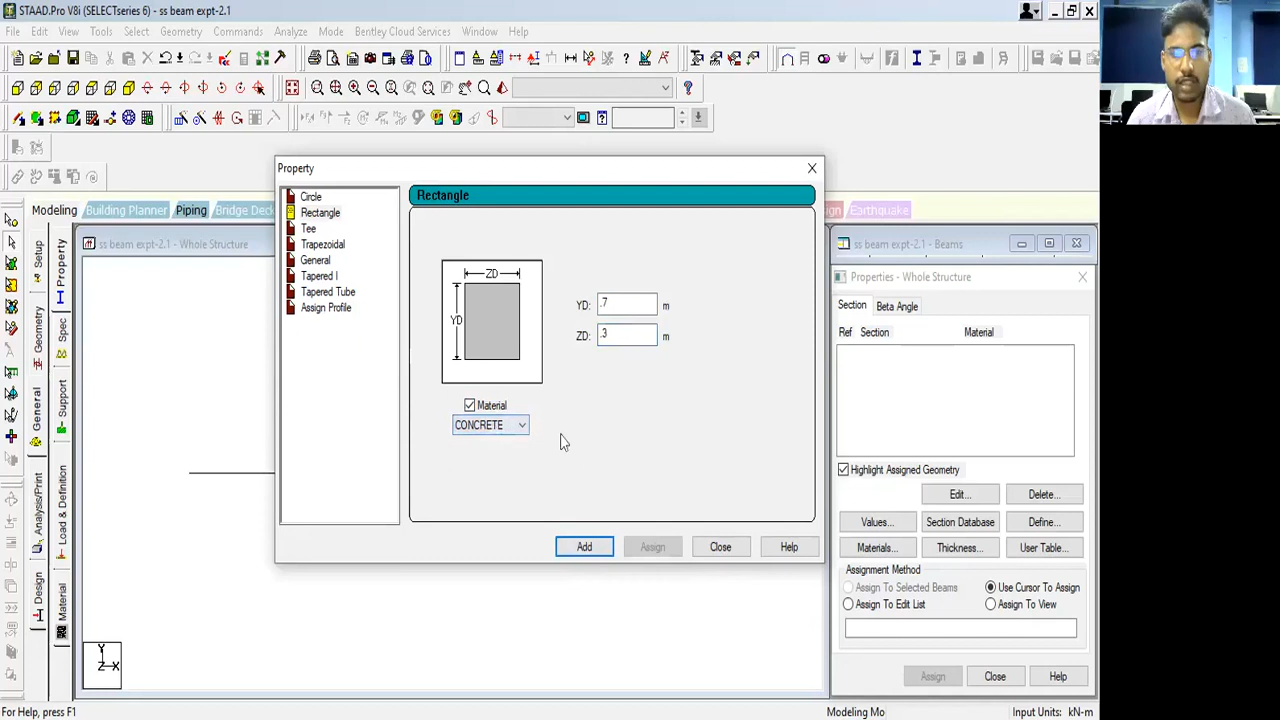 STAAD.Pro V8i (SELECTseries 6) - ss beam expt-2.1
File Edit View Tools Select Geometry Commands Analyze Mode Bentley Cloud Services Window Help
Modeling Building Planner Piping Bridge Deck Earthquake
ss beam expt-2.1 - Whole Structure
Setup
Geometry
General
Analysis/Print
Design
Property
Spec
Support
Load & Definition
Material
Property
Circle
Rectangle
Tee
Trapezoidal
General
Tapered I
Tapered Tube
Assign Profile
Rectangle
ZD
YD
YD: .7 m
ZD: .3 m
Material
CONCRETE
Add Assign Close Help
ss beam expt-2.1 - Beams
Properties - Whole Structure
Section Beta Angle
Ref Section Material
Highlight Assigned Geometry
Edit... Delete...
Values... Section Database Define...
Materials... Thickness... User Table...
Assignment Method
Assign To Selected Beams Use Cursor To Assign
Assign To Edit List Assign To View
Assign Close Help
Y
Z X
For Help, press F1
Modeling Mo Input Units: kN-m